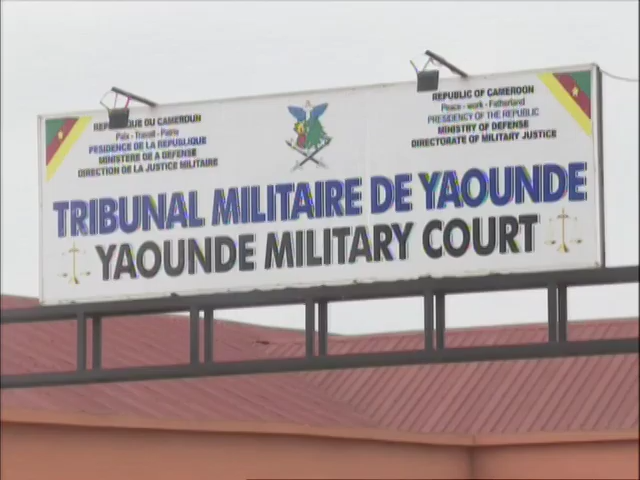 REPUBLIQUE DU CAMEROUN
Paix - Travail - Patrie
PESIDENCE DE LA REPUBLIQUE
MINISTERE DE A DEFENSE
DIRECTION DE LA JUSTICE MILITAIRE
REPUBLIC OF CAMEROON
Peace - work - Fatherland
PRESIDENCY OF THE REPUBLIC
MINISTRY OF DEFENSE
DIRECTORATE OF MILITARY JUSTICE
TRIBUNAL MILITAIRE DE YAOUNDE
YAOUNDE MILITARY COURT